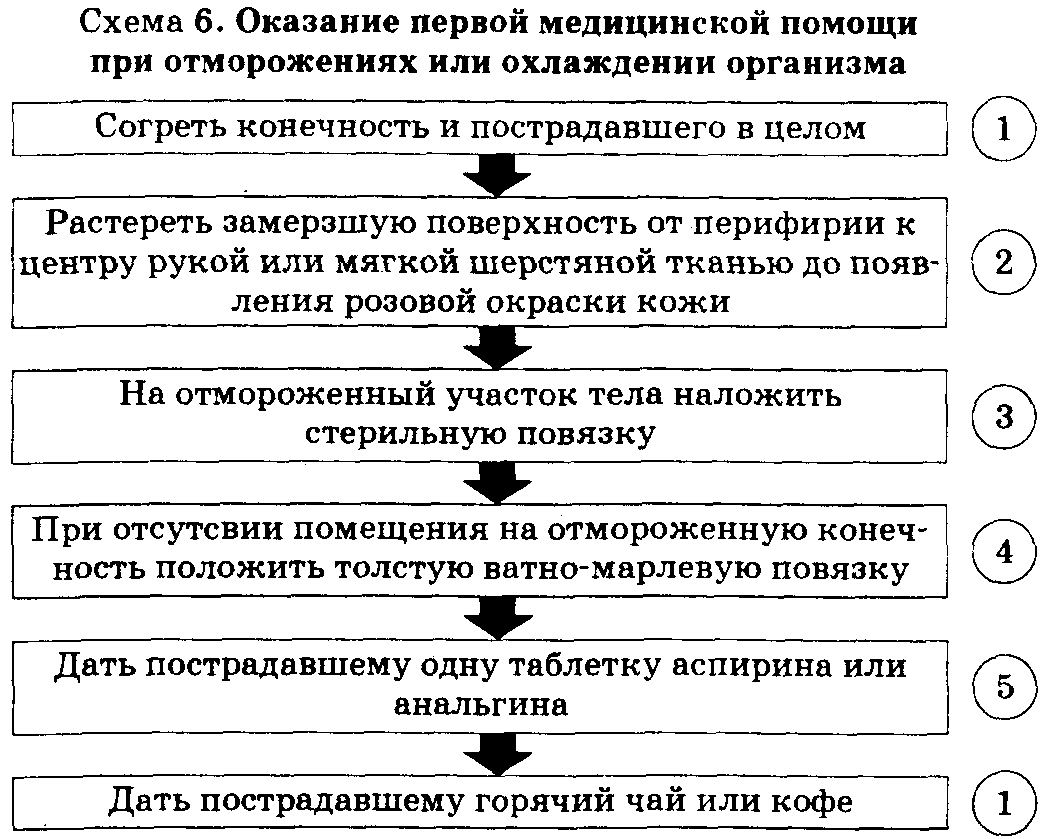 Схема 6. Оказание первой медицинской помощи
при отморожениях или охлаждении организма
Согреть конечность и пострадавшего в целом
1
Растереть замерзшую поверхность от перифирии к
центру рукой или мягкой шерстяной тканью до появ-
ления розовой окраски кожи
2
На отмороженный участок тела наложить
стерильную повязку
3
При отсутсвии помещения на отмороженную конеч-
ность положить толстую ватно-марлевую повязку
4
Дать пострадавшему одну таблетку аспирина или
анальгина
5
Дать пострадавшему горячий чай или кофе
1